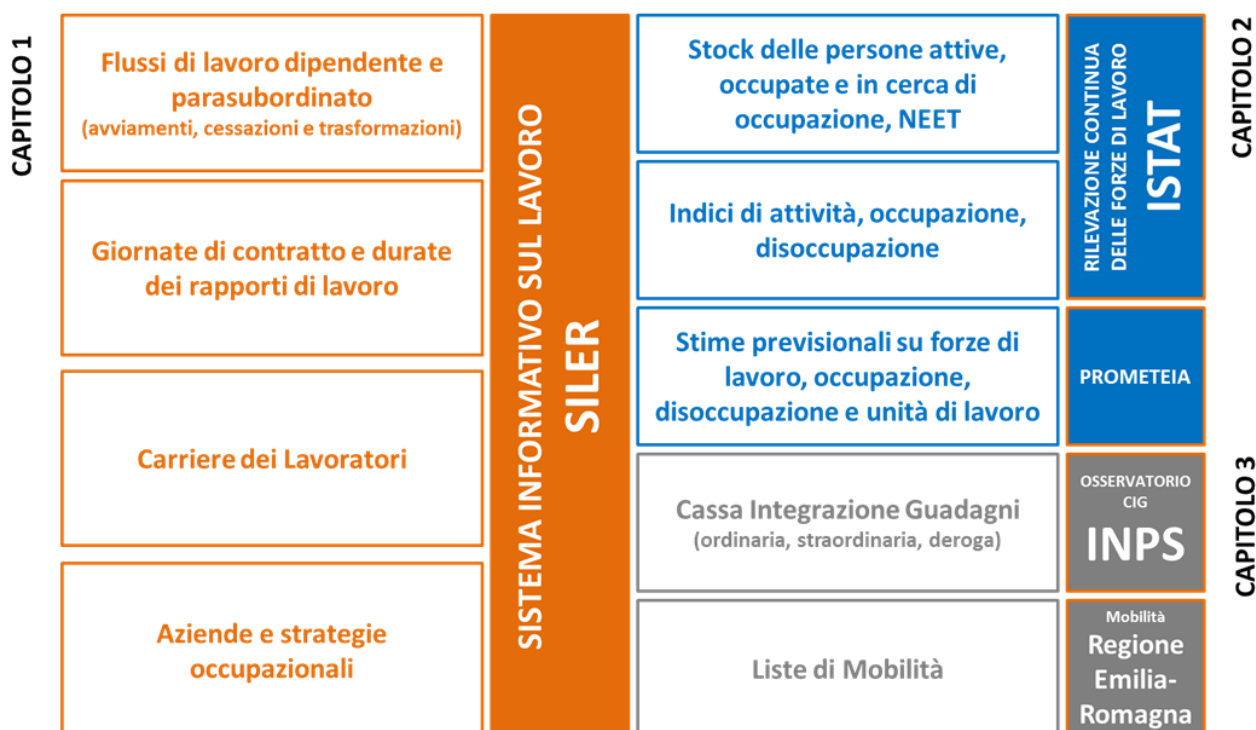 CAPITOLO 1
Flussi di lavoro dipendente e
parasubordinato
(avviamenti, cessazioni e trasformazioni)
Giornate di contratto e durate
dei rapporti di lavoro
Carriere dei Lavoratori
Aziende e strategie
occupazionali
SISTEMA INFORMATIVO SUL LAVORO
SILER
CAPITOLO 2
Stock delle persone attive,
occupate e in cerca di
occupazione, NEET
Indici di attività, occupazione,
disoccupazione
RILEVAZIONE CONTINUA
DELLE FORZE DI LAVORO
ISTAT
Stime previsionali su forze di
lavoro, occupazione,
disoccupazione e unità di lavoro
PROMETEIA
CAPITOLO 3
Cassa Integrazione Guadagni
(ordinaria, straordinaria, deroga)
OSSERVATORIO
CIG
INPS
Liste di Mobilità
Mobilità
Regione
Emilia-
Romagna